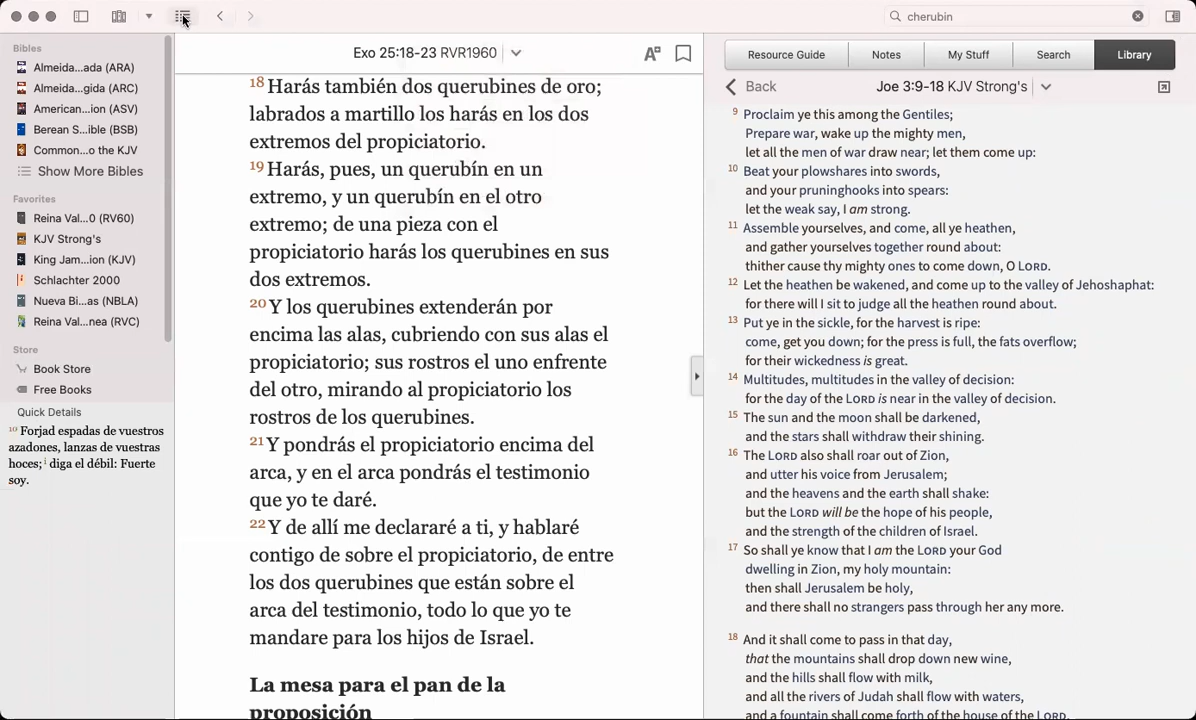 cherubin
Bibles
Almeida...ada (ARA)
Almeida...gida (ARC)
American...ion (ASV)
Berean S...ible (BSB)
Common...o the KJV
Show More Bibles
Favorites
Reina Val...0 (RV60)
KJV Strong's
King Jam...ion (KJV)
Schlachter 2000
Nueva Bi...as (NBLA)
Reina Val...nea (RVC)
Store
Book Store
Free Books
Quick Details
10 Forjad espadas de vuestros
azadones, lanzas de vuestras
hoces;i diga el débil: Fuerte
soy.
Exo 25:18-23 RVR1960
18 Harás también dos querubines de oro;
labrados a martillo los harás en los dos
extremos del propiciatorio.
19 Harás, pues, un querubín en un
extremo, y un querubín en el otro
extremo; de una pieza con el
propiciatorio harás los querubines en sus
dos extremos.
20 Y los querubines extenderán por
encima las alas, cubriendo con sus alas el
propiciatorio; sus rostros el uno enfrente
del otro, mirando al propiciatorio los
rostros de los querubines.
21 Y pondrás el propiciatorio encima del
arca, y en el arca pondrás el testimonio
que yo te daré.
22 Y de allí me declararé a ti, y hablaré
contigo de sobre el propiciatorio, de entre
los dos querubines que están sobre el
arca del testimonio, todo lo que yo te
mandare para los hijos de Israel.
La mesa para el pan de la
proposición
Resource Guide
Notes
My Stuff
Search
Library
Back
Joe 3:9-18 KJV Strong's
9 Proclaim ye this among the Gentiles;
Prepare war, wake up the mighty men,
let all the men of war draw near; let them come up:
10 Beat your plowshares into swords,
and your pruninghooks into spears:
let the weak say, I am strong.
11 Assemble yourselves, and come, all ye heathen,
and gather yourselves together round about:
thither cause thy mighty ones to come down, O LORD.
12 Let the heathen be wakened, and come up to the valley of Jehoshaphat:
for there will I sit to judge all the heathen round about.
13 Put ye in the sickle, for the harvest is ripe:
come, get you down; for the press is full, the fats overflow;
for their wickedness is great.
14 Multitudes, multitudes in the valley of decision:
for the day of the LORD is near in the valley of decision.
15 The sun and the moon shall be darkened,
and the stars shall withdraw their shining.
16 The LORD also shall roar out of Zion,
and utter his voice from Jerusalem;
and the heavens and the earth shall shake:
but the LORD will be the hope of his people,
and the strength of the children of Israel.
17 So shall ye know that I am the LORD your God
dwelling in Zion, my holy mountain:
then shall Jerusalem be holy,
and there shall no strangers pass through her any more.
18 And it shall come to pass in that day,
that the mountains shall drop down new wine,
and the hills shall flow with milk,
and all the rivers of Judah shall flow with waters,
and a fountain shall come forth of the house of the LORD,